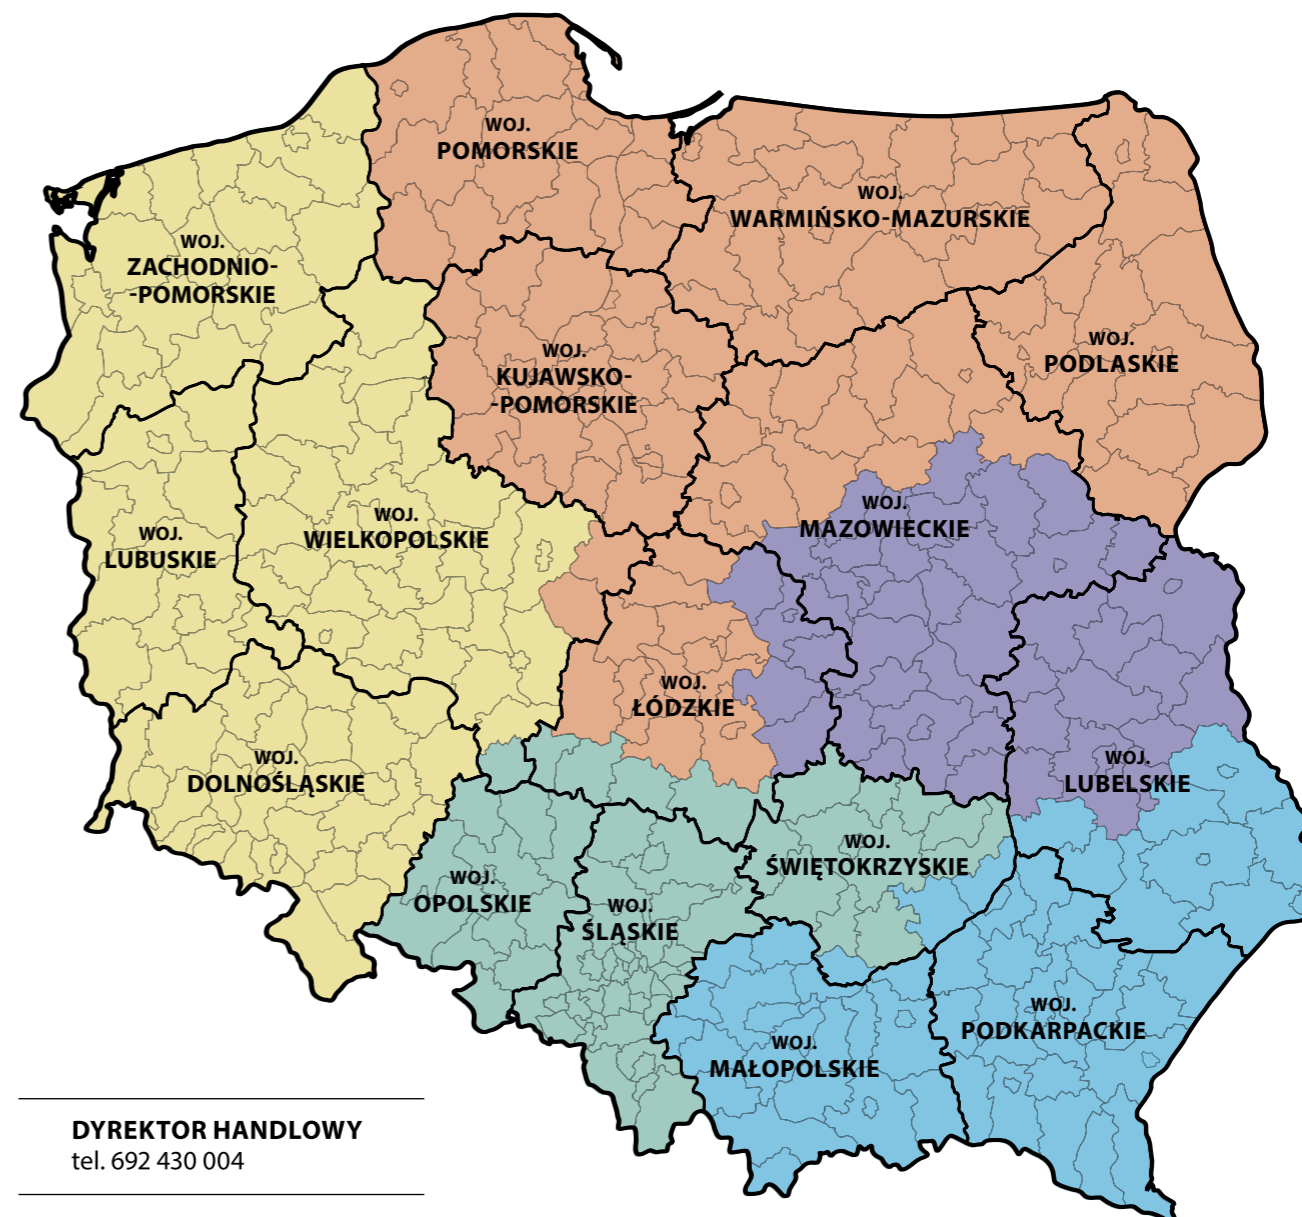 WOJ.
POMORSKIE
WOJ.
WARMIŃSKO-MAZURSKIE
WOJ.
ZACHODNIO-
-POMORSKIE
WOJ.
PODLASKIE
WOJ.
KUJAWSKO-
-POMORSKIE
WOJ.
MAZOWIECKIE
WOJ.
WIELKOPOLSKIE
WOJ.
LUBUSKIE
WOJ.
ŁÓDZKIE
WOJ.
DOLNOŚLĄSKIE
WOJ.
LUBELSKIE
WOJ.
ŚWIĘTOKRZYSKIE
WOJ.
OPOLSKIE
WOJ.
ŚLĄSKIE
WOJ.
PODKARPACKIE
WOJ.
MAŁOPOLSKIE
DYREKTOR HANDLOWY
tel. 692 430 004